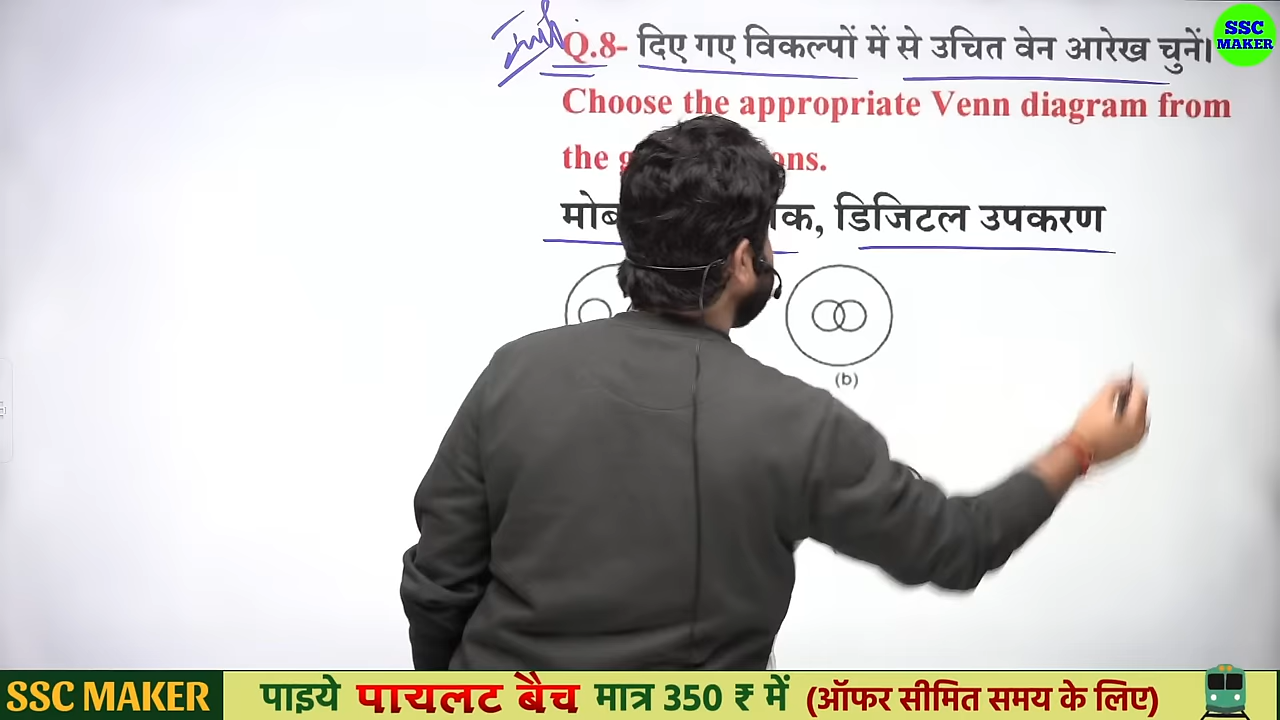 SSC
MAKER
Q.8- दिए गए विकल्पों में से उचित वेन आरेख चुनें।
Choose the appropriate Venn diagram from
the
डिजिटल उपकरण
(b)
SSC MAKER पाइये पायलट बैच मात्र 350 ₹ में (ऑफर सीमित समय के लिए)